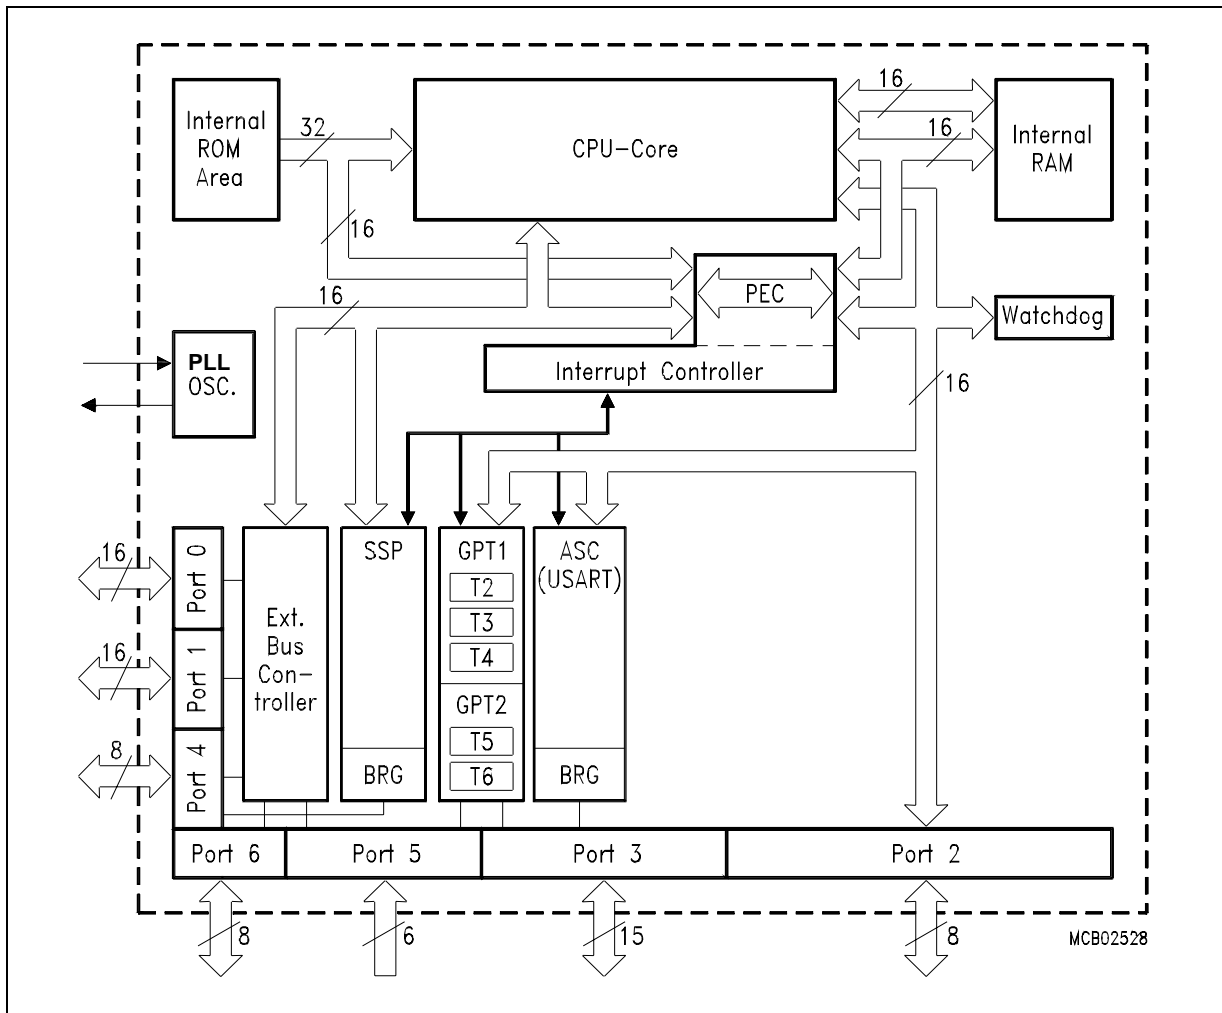 Internal
ROM
Area
32
CPU-Core
16
16
Internal
RAM
16
16
PEC
Watchdog
PLL
OSC.
Interrupt Controller
16
Port 0
16
Port 1
16
Port 4
8
Ext.
Bus
Con-
troller
SSP
BRG
GPT1
T2
T3
T4
GPT2
T5
T6
ASC
(USART)
BRG
Port 6
Port 5
Port 3
Port 2
8
6
15
8
MCB02528